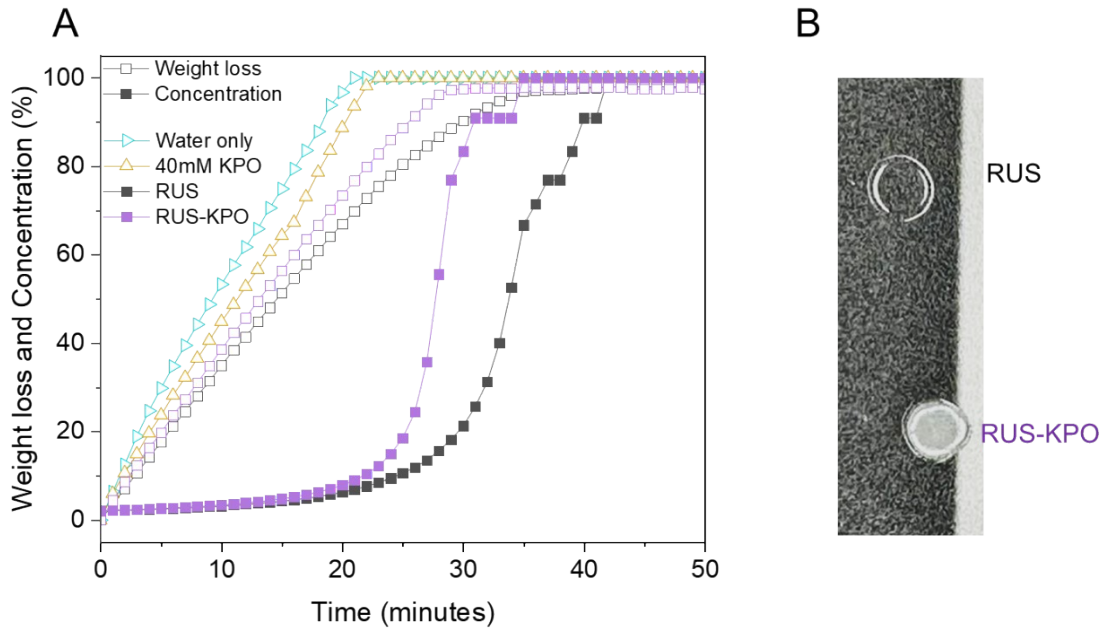 A
B
Weight loss and Concentration (%)
100
80
60
40
20
0
Weight loss
Concentration
Water only
40mM KPO
RUS
RUS-KPO
0
10
20
30
40
50
Time (minutes)
RUS
RUS-KPO